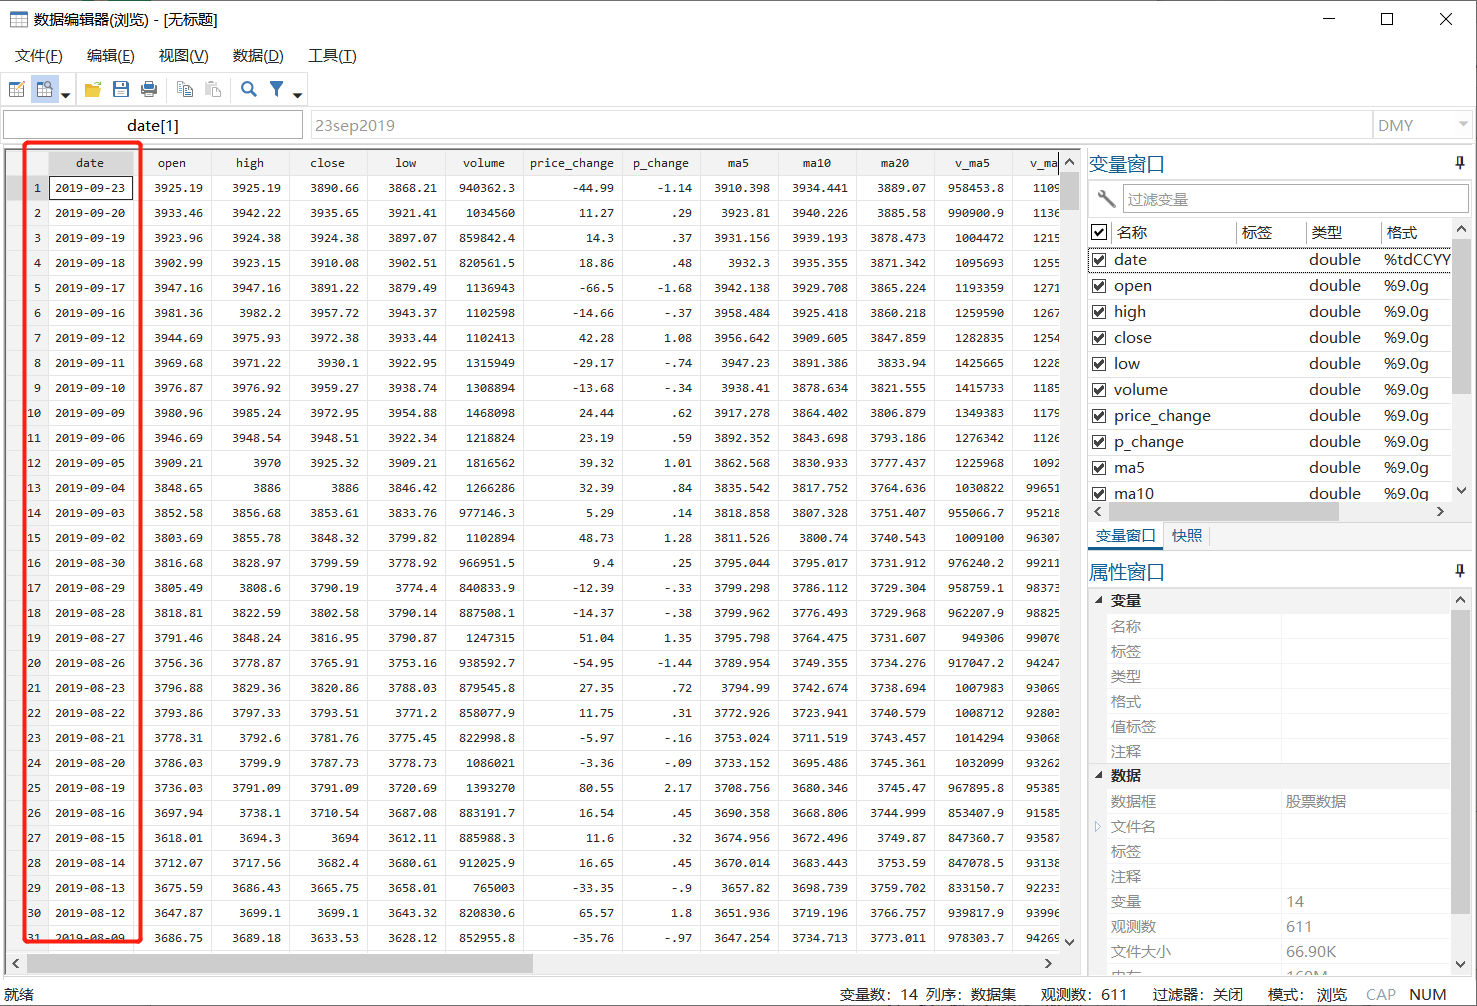 数据编辑器(浏览) - [无标题]
文件(F) 编辑(E) 视图(V) 数据(D) 工具(T)
date[1] 23sep2019 DMY
date open high close low volume price_change p_change ma5 ma10 ma20 v_ma5 v_ma
1 2019-09-23 3925.19 3925.19 3890.66 3868.21 940362.3 -44.99 -1.14 3910.398 3934.441 3889.07 958453.8 1109
2 2019-09-20 3933.46 3942.22 3935.65 3921.41 1034560 11.27 .29 3923.81 3940.226 3885.58 990900.9 1136
3 2019-09-19 3923.96 3924.38 3924.38 3897.07 859842.4 14.3 .37 3931.156 3939.193 3878.473 1004472 1215
4 2019-09-18 3902.99 3923.15 3910.08 3902.51 820561.5 18.86 .48 3932.3 3935.355 3871.342 1095693 1255
5 2019-09-17 3947.16 3947.16 3891.22 3879.49 1136943 -66.5 -1.68 3942.138 3929.708 3865.224 1193359 1271
6 2019-09-16 3981.36 3982.2 3957.72 3943.37 1102598 -14.66 -.37 3958.484 3925.418 3860.218 1259590 1267
7 2019-09-12 3944.69 3975.93 3972.38 3933.44 1102413 42.28 1.08 3956.642 3909.605 3847.859 1282835 1254
8 2019-09-11 3969.68 3971.22 3930.1 3922.95 1315949 -29.17 -.74 3947.23 3891.386 3833.94 1425665 1228
9 2019-09-10 3976.87 3976.92 3959.27 3938.74 1308894 -13.68 -.34 3938.41 3878.634 3821.555 1415733 1185
10 2019-09-09 3980.96 3985.24 3972.95 3954.88 1468098 24.44 .62 3917.278 3864.402 3806.879 1349383 1179
11 2019-09-06 3946.69 3948.54 3948.51 3922.34 1218824 23.19 .59 3892.352 3843.698 3793.186 1276342 1126
12 2019-09-05 3909.21 3970 3925.32 3909.21 1816562 39.32 1.01 3862.568 3830.933 3777.437 1225968 1092
13 2019-09-04 3848.65 3886 3886 3846.42 1266286 32.39 .84 3835.542 3817.752 3764.636 1030822 99651
14 2019-09-03 3852.58 3856.68 3853.61 3833.76 977146.3 5.29 .14 3818.858 3807.328 3751.407 955066.7 95218
15 2019-09-02 3803.69 3855.78 3848.32 3799.82 1102894 48.73 1.28 3811.526 3800.74 3740.543 1009100 96307
16 2019-08-30 3816.68 3828.97 3799.59 3778.92 966951.5 9.4 .25 3795.044 3795.017 3731.912 976240.2 99211
17 2019-08-29 3805.49 3808.6 3790.19 3774.4 840833.9 -12.39 -.33 3799.298 3786.112 3729.304 958759.1 98373
18 2019-08-28 3818.81 3822.59 3802.58 3790.14 887508.1 -14.37 -.38 3799.962 3776.493 3729.968 962207.9 98825
19 2019-08-27 3791.46 3848.24 3816.95 3790.87 1247315 51.04 1.35 3795.798 3764.475 3731.607 949306 99070
20 2019-08-26 3756.36 3778.87 3765.91 3753.16 938592.7 -54.95 -1.44 3789.954 3749.355 3734.276 917047.2 94247
21 2019-08-23 3796.88 3829.36 3820.86 3788.03 879545.8 27.35 .72 3794.99 3742.674 3738.694 1007983 93069
22 2019-08-22 3793.86 3797.33 3793.51 3771.2 858077.9 11.75 .31 3772.926 3723.941 3740.579 1008712 92803
23 2019-08-21 3778.31 3792.6 3781.76 3775.45 822998.8 -5.97 -.16 3753.024 3711.519 3743.457 1014294 93068
24 2019-08-20 3786.03 3799.9 3787.73 3778.73 1086021 -3.36 -.09 3733.152 3695.486 3745.361 1032099 93262
25 2019-08-19 3736.03 3791.09 3791.09 3720.69 1393270 80.55 2.17 3708.756 3680.346 3745.47 967895.8 95385
26 2019-08-16 3697.94 3738.1 3710.54 3687.08 883191.7 16.54 .45 3690.358 3668.806 3744.999 853407.9 91585
27 2019-08-15 3618.01 3694.3 3694 3612.11 885988.3 11.6 .32 3674.956 3672.496 3749.87 847360.7 93587
28 2019-08-14 3712.07 3717.56 3682.4 3680.61 912025.9 16.65 .45 3670.014 3683.443 3753.59 847078.5 93138
29 2019-08-13 3675.59 3686.43 3665.75 3658.01 765003 -33.35 -.9 3657.82 3698.739 3759.702 833150.7 92233
30 2019-08-12 3647.87 3699.1 3699.1 3643.32 820830.6 65.57 1.8 3651.936 3719.196 3766.757 939817.9 93996
31 2019-08-09 3686.75 3689.18 3633.53 3628.12 852955.8 -35.76 -.97 3647.254 3734.713 3773.011 978303.7 94269
变量窗口
过滤变量
名称 标签 类型 格式
date double %tdCCYY
open double %9.0g
high double %9.0g
close double %9.0g
low double %9.0g
volume double %9.0g
price_change double %9.0g
p_change double %9.0g
ma5 double %9.0g
ma10 double %9.0g
变量窗口 快照
属性窗口
变量
名称
标签
类型
格式
值标签
注释
数据
数据框 股票数据
文件名
标签
注释
变量 14
观测数 611
文件大小 66.90K
内存 160M
就绪 变量数: 14 列序: 数据集 观测数: 611 过滤器: 关闭 模式: 浏览 CAP NUM